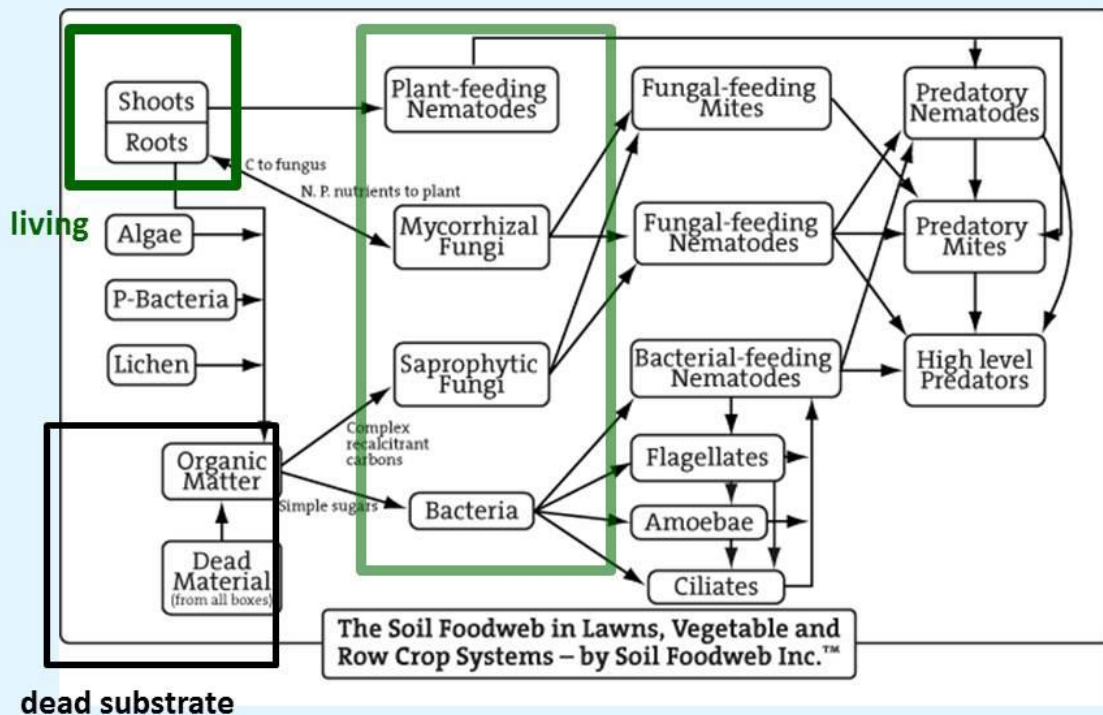 Shoots
Roots
living
Algae
P-Bacteria
Lichen
Organic
Matter
Dead
Material
(from all boxes)
dead substrate
C to fungus
N. P. nutrients to plant
Complex
recalcitrant
carbons
Simple sugars
Plant-feeding
Nematodes
Mycorrhizal
Fungi
Saprophytic
Fungi
Bacteria
Fungal-feeding
Mites
Fungal-feeding
Nematodes
Bacterial-feeding
Nematodes
Flagellates
Amoebae
Ciliates
Predatory
Nematodes
Predatory
Mites
High level
Predators
The Soil Foodweb in Lawns, Vegetable and
Row Crop Systems – by Soil Foodweb Inc.™